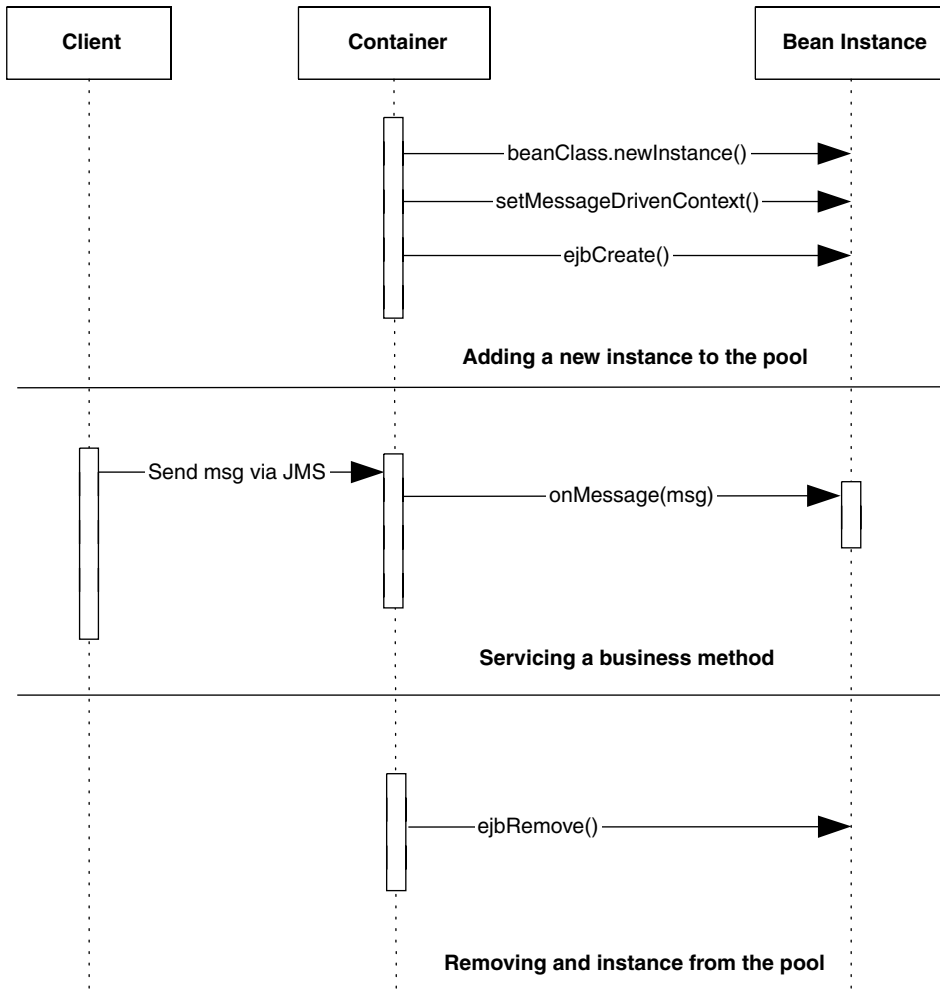 Client
Container
Bean Instance
beanClass.newInstance()
setMessageDrivenContext()
ejbCreate()
Adding a new instance to the pool
Send msg via JMS
onMessage(msg)
Servicing a business method
ejbRemove()
Removing and instance from the pool